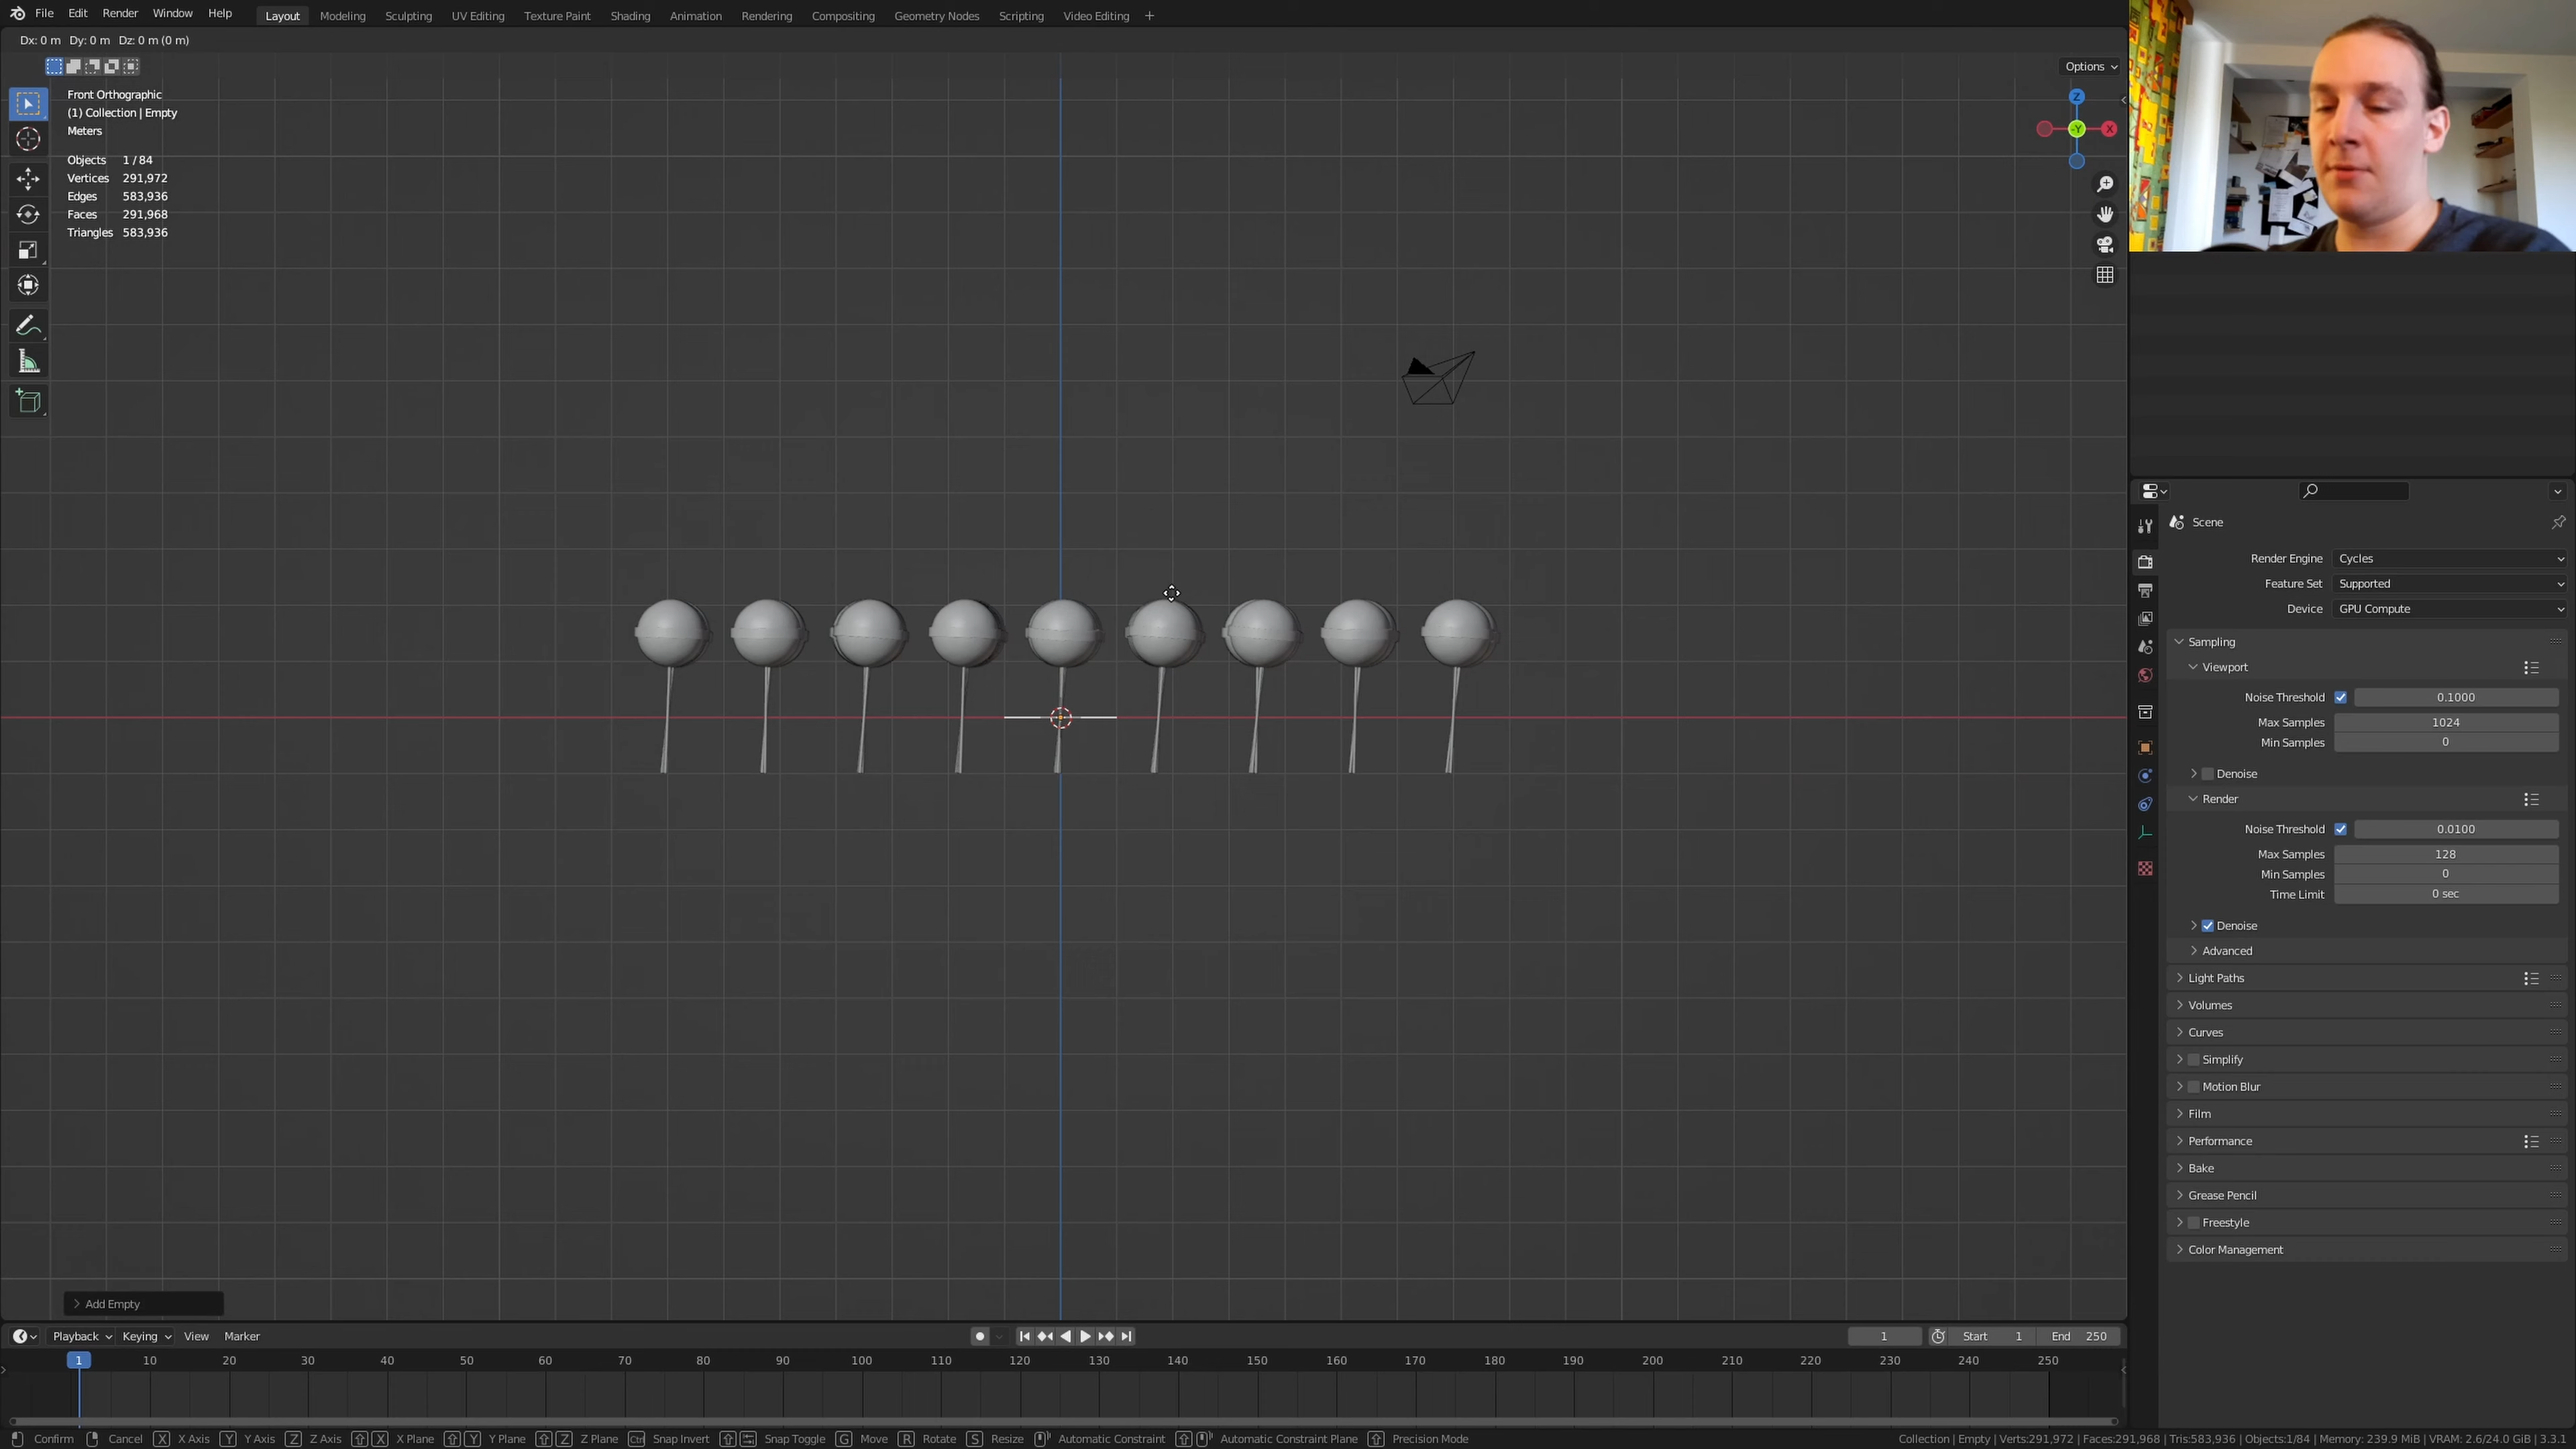 File Edit Render Window Help Layout Modeling Sculpting UV Editing Texture Paint Shading Animation Rendering Compositing Geometry Nodes Scripting Video Editing +
Dx: 0 m Dy: 0 m Dz: 0 m (0 m)
Options
Front Orthographic
(1) Collection | Empty
Meters
Objects 1 / 84
Vertices 291,972
Edges 583,936
Faces 291,968
Triangles 583,936
Z
Y
X
Scene
Render Engine Cycles
Feature Set Supported
Device GPU Compute
Sampling
Viewport
Noise Threshold 0.1000
Max Samples 1024
Min Samples 0
Denoise
Render
Noise Threshold 0.0100
Max Samples 128
Min Samples 0
Time Limit 0 sec
Denoise
Advanced
Light Paths
Volumes
Curves
Simplify
Motion Blur
Film
Performance
Bake
Grease Pencil
Freestyle
Color Management
Add Empty
Playback Keying View Marker 1 Start 1 End 250
1 10 20 30 40 50 60 70 80 90 100 110 120 130 140 150 160 170 180 190 200 210 220 230 240 250
Confirm Cancel X X Axis Y Y Axis Z Z Axis X X Plane Y Y Plane Z Z Plane Ctrl Snap Invert Snap Toggle G Move R Rotate S Resize Automatic Constraint Automatic Constraint Plane Precision Mode Collection | Empty | Verts:291,972 | Faces:291,968 | Tris:583,936 | Objects:1/84 | Memory: 239.9 MiB | VRAM: 2.6/24.0 GiB | 3.3.1